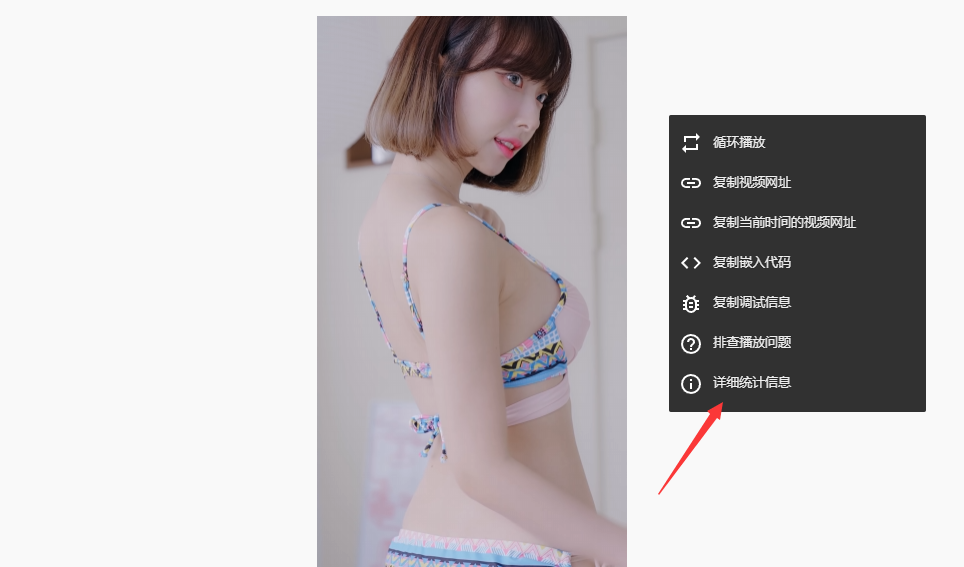 循环播放
复制视频网址
复制当前时间的视频网址
复制嵌入代码
复制调试信息
排查播放问题
详细统计信息